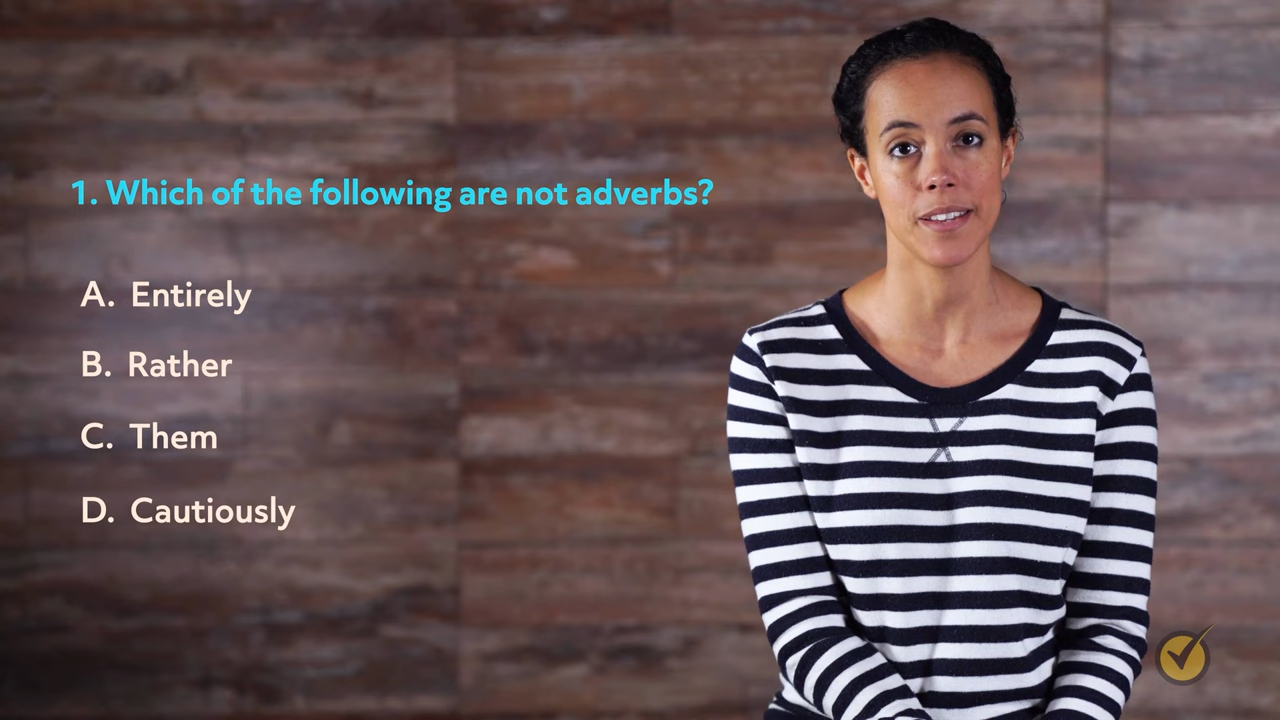 1. Which of the following are not adverbs?
A. Entirely
B. Rather
C. Them
D. Cautiously